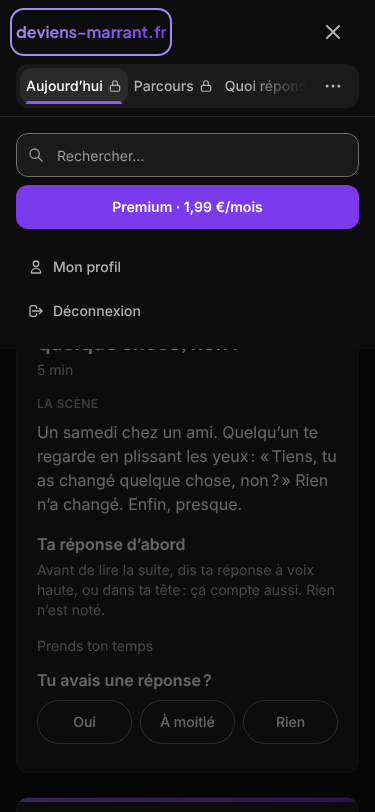 deviens-marrant.fr
Aujourd’hui
Parcours
Quoi répond
Rechercher...
Premium · 1,99 €/mois
Mon profil
Déconnexion
5 min
LA SCÈNE
Un samedi chez un ami. Quelqu’un te
regarde en plissant les yeux : « Tiens, tu
as changé quelque chose, non ? » Rien
n’a changé. Enfin, presque.
Ta réponse d’abord
Avant de lire la suite, dis ta réponse à voix
haute, ou dans ta tête : ça compte aussi. Rien
n’est noté.
Prends ton temps
Tu avais une réponse ?
Oui
À moitié
Rien